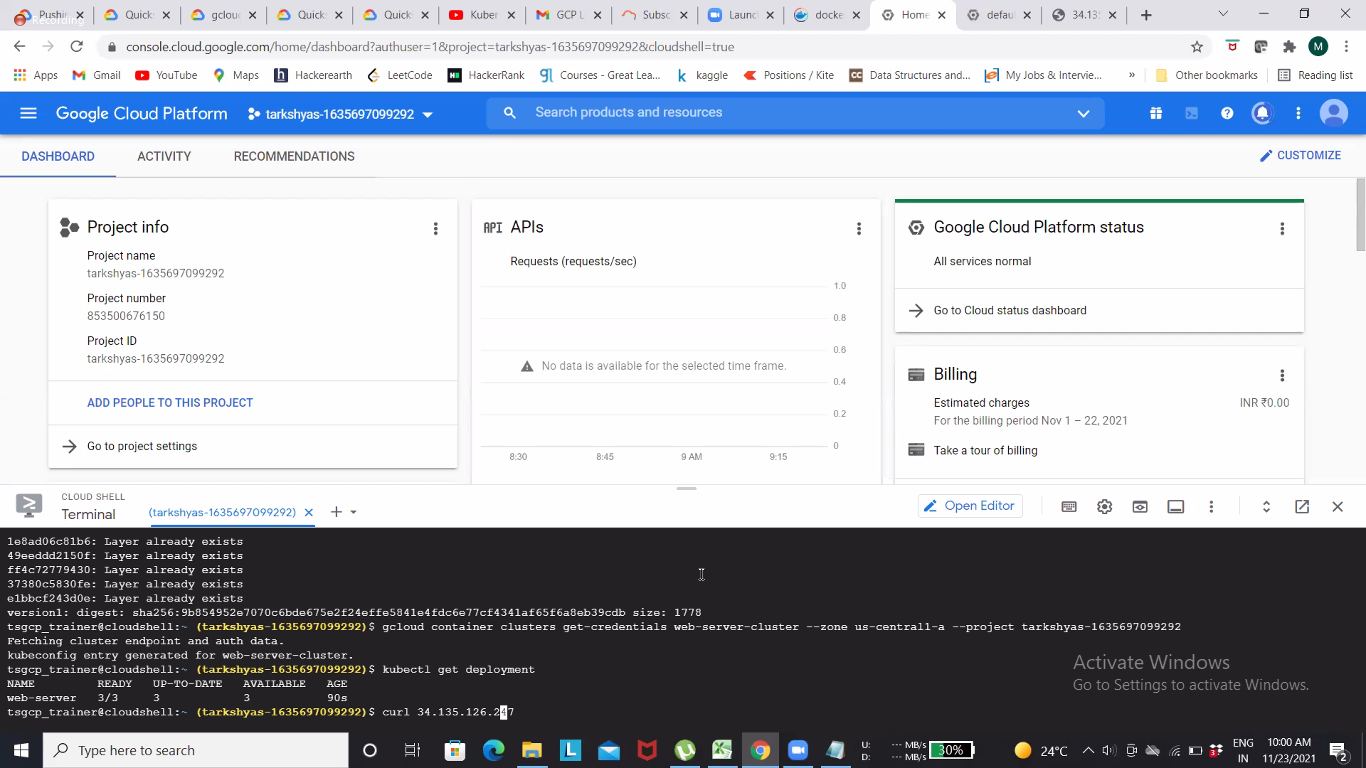 Recording
Pushin
Quick
gclou
Quick
Quick
Kuber
GCP L
Subsc
Launc
docke
Home
defau
34.13
console.cloud.google.com/home/dashboard?authuser=1&project=tarkshyas-1635697099292&cloudshell=true
M
Apps
Gmail
YouTube
Maps
Hackerearth
LeetCode
HackerRank
Courses - Great Lea...
kaggle
Positions / Kite
Data Structures and...
My Jobs & Intervie...
»
Other bookmarks
Reading list
Google Cloud Platform
tarkshyas-1635697099292
Search products and resources
DASHBOARD
ACTIVITY
RECOMMENDATIONS
CUSTOMIZE
Project info
Project name
tarkshyas-1635697099292
Project number
853500676150
Project ID
tarkshyas-1635697099292
ADD PEOPLE TO THIS PROJECT
Go to project settings
API APIs
Requests (requests/sec)
1.0
0.8
0.6
No data is available for the selected time frame.
0.4
0.2
0
8:30
8:45
9 AM
9:15
Google Cloud Platform status
All services normal
Go to Cloud status dashboard
Billing
Estimated charges
INR ₹0.00
For the billing period Nov 1 – 22, 2021
Take a tour of billing
CLOUD SHELL
Terminal
(tarkshyas-1635697099292)
Open Editor
1e8ad06c81b6: Layer already exists
49eeddd2150f: Layer already exists
ff4c72779430: Layer already exists
37380c5830fe: Layer already exists
e1bbcf243d0e: Layer already exists
version1: digest: sha256:9b854952e7070c6bde675e2f24effe5841e4fdc6e77cf4341af65f6a8eb39cdb size: 1778
tsgcp_trainer@cloudshell:~ (tarkshyas-1635697099292)$ gcloud container clusters get-credentials web-server-cluster --zone us-central1-a --project tarkshyas-1635697099292
Fetching cluster endpoint and auth data.
kubeconfig entry generated for web-server-cluster.
tsgcp_trainer@cloudshell:~ (tarkshyas-1635697099292)$ kubectl get deployment
NAME READY UP-TO-DATE AVAILABLE AGE
web-server 3/3 3 3 90s
tsgcp_trainer@cloudshell:~ (tarkshyas-1635697099292)$ curl 34.135.126.247
Activate Windows
Go to Settings to activate Windows.
Type here to search
L
U: -- MB/s
D: -- MB/s
30%
24°C
ENG
IN
10:00 AM
11/23/2021
2